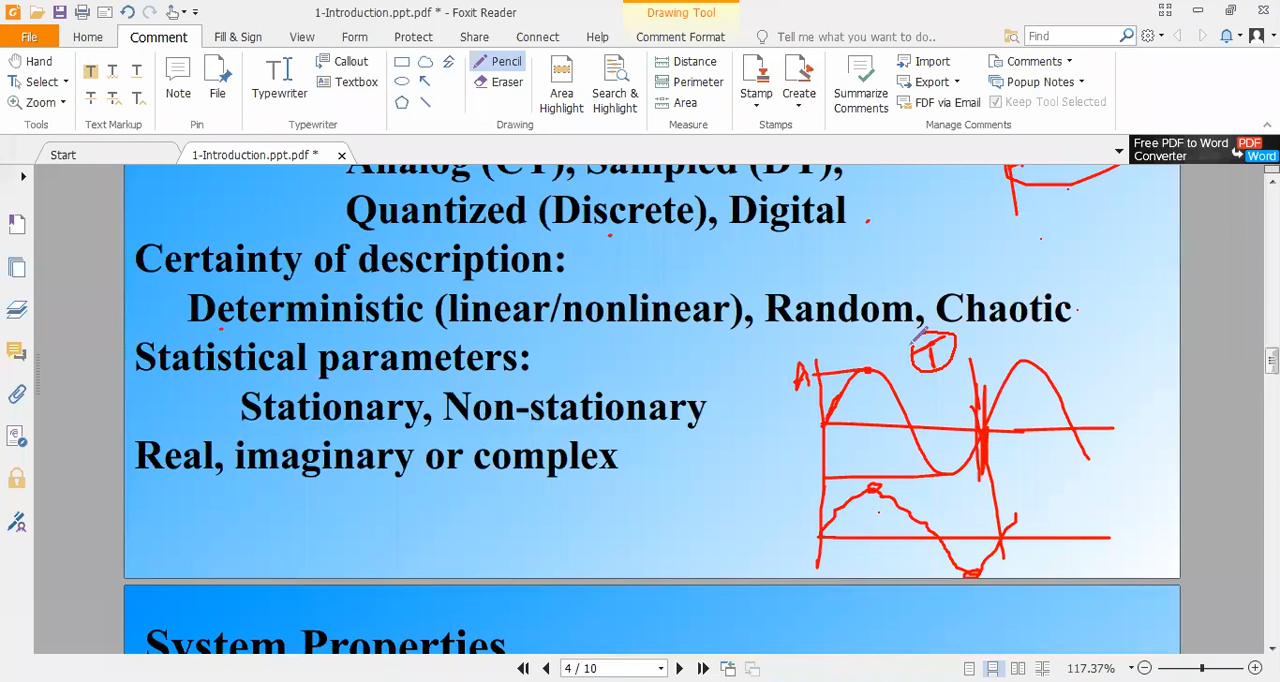 1-Introduction.ppt.pdf * - Foxit Reader
Drawing Tool
File Home Comment Fill & Sign View Form Protect Share Connect Help Comment Format Tell me what you want to do.. Find
Hand
Select
Zoom
Tools
T T T
T T T
Text Markup
Note
File
Pin
Typewriter
Callout
Textbox
Typewriter
Pencil
Eraser
Area Highlight
Search & Highlight
Drawing
Distance
Perimeter
Area
Measure
Stamp
Create
Stamps
Summarize Comments
Import
Export
FDF via Email
Comments
Popup Notes
Keep Tool Selected
Manage Comments
Start
1-Introduction.ppt.pdf *
Free PDF to Word Converter
PDF
Word
Analog (CT), Sampled (DT),
Quantized (Discrete), Digital
Certainty of description:
Deterministic (linear/nonlinear), Random, Chaotic
Statistical parameters:
T
A
Stationary, Non-stationary
Real, imaginary or complex
System Properties
4 / 10
117.37%